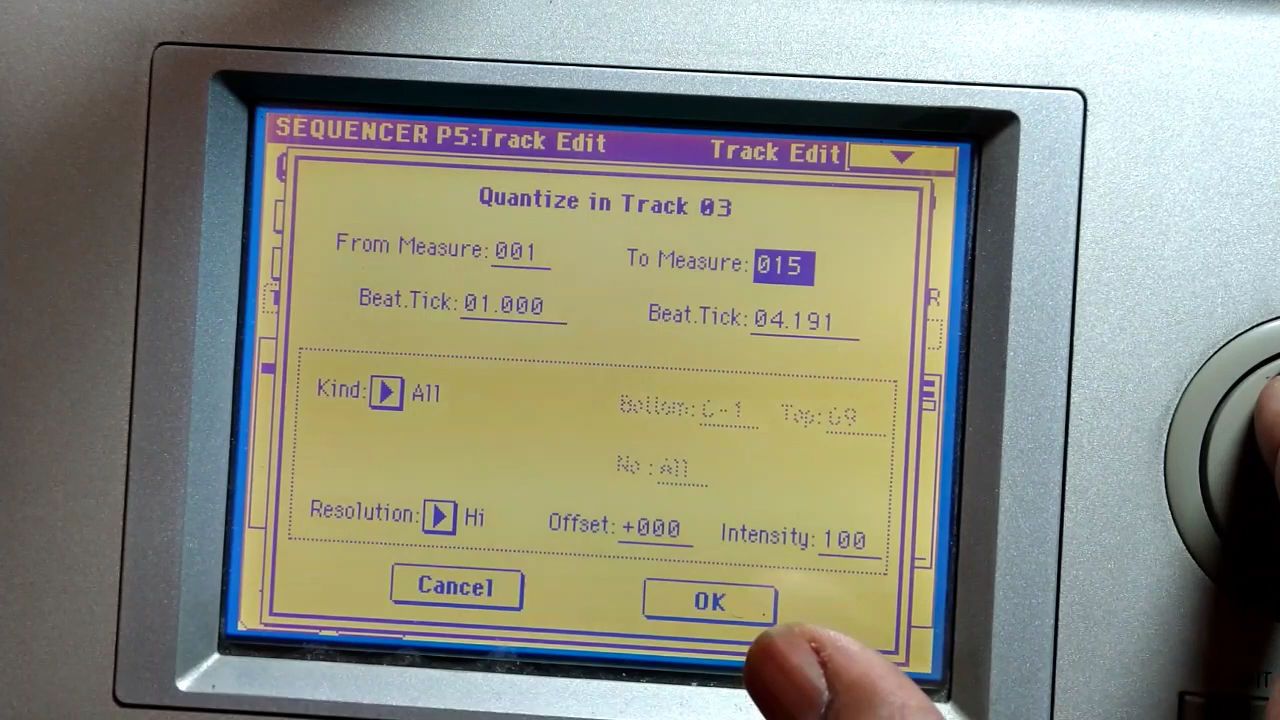 SEQUENCER P5:Track Edit Track Edit
Quantize in Track 03
From Measure: 001 To Measure: 015
Beat.Tick: 01.000 Beat.Tick: 04.191
Kind: All Bottom: C-1 Top: G9
No : All
Resolution: Hi Offset: +000 Intensity: 100
Cancel OK